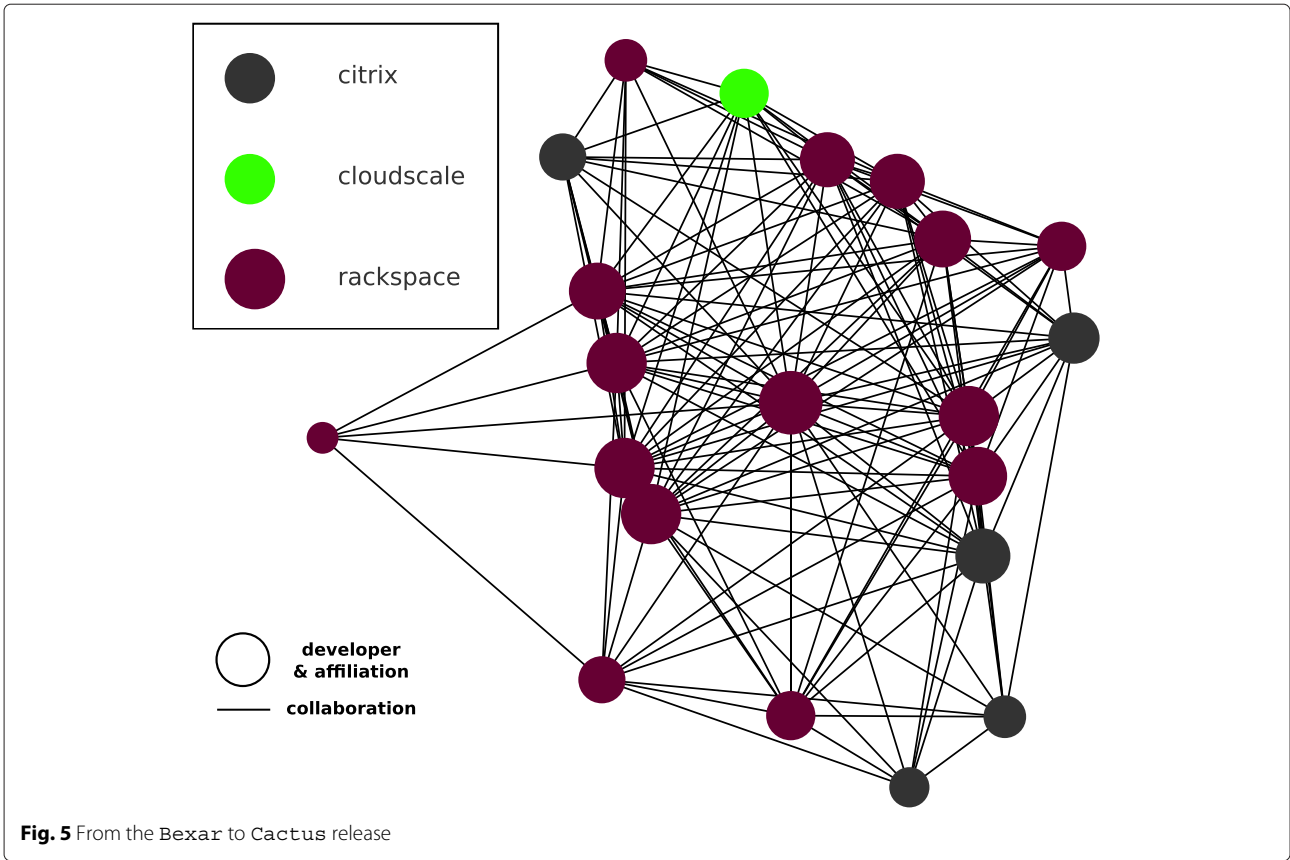 citrix
cloudscale
rackspace
developer
& affiliation
collaboration
Fig. 5 From the Bexar to Cactus release